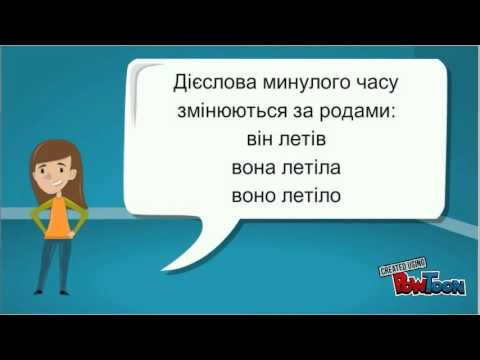 Дієслова минулого часу
змінюються за родами:
він летів
вона летіла
воно летіло
CREATED USING
POWTOON